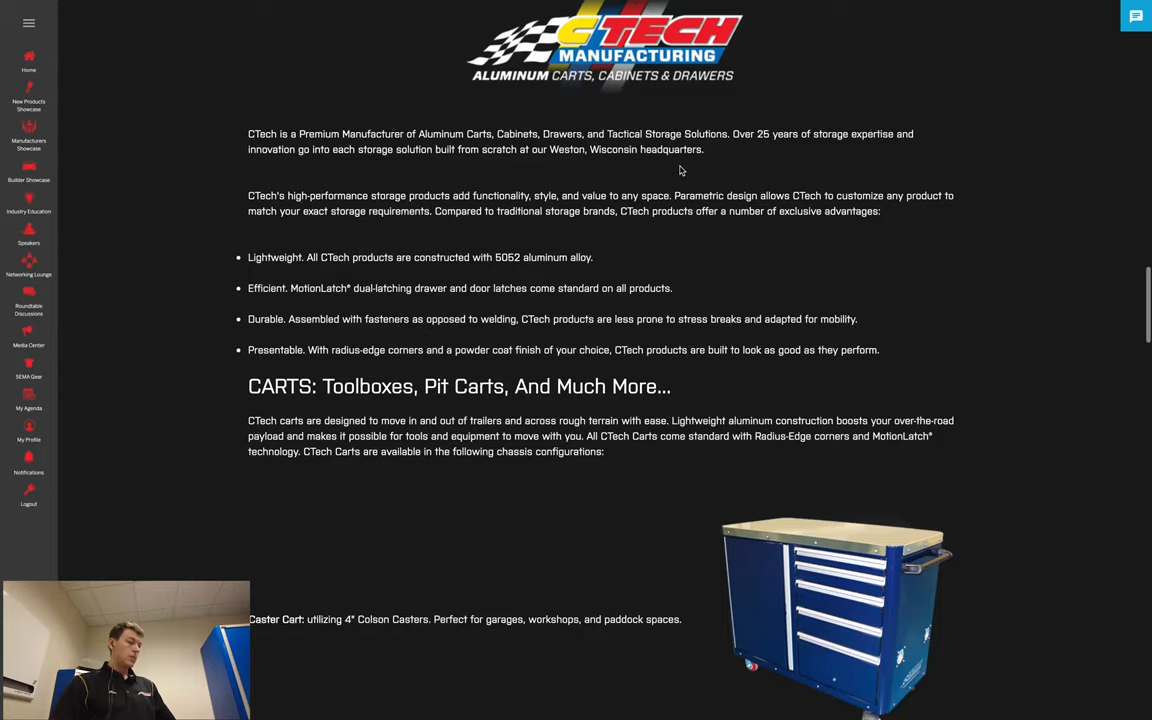 CTECH
MANUFACTURING
ALUMINUM CARTS, CABINETS & DRAWERS
Home
New Products
Showcase
Manufacturers
Showcase
Builder Showcase
Industry Education
Speakers
Networking Lounge
Roundtable
Discussions
Media Center
SEMA Gear
My Agenda
My Profile
Notifications
Logout
CTech is a Premium Manufacturer of Aluminum Carts, Cabinets, Drawers, and Tactical Storage Solutions. Over 25 years of storage expertise and
innovation go into each storage solution built from scratch at our Weston, Wisconsin headquarters.
CTech's high-performance storage products add functionality, style, and value to any space. Parametric design allows CTech to customize any product to
match your exact storage requirements. Compared to traditional storage brands, CTech products offer a number of exclusive advantages:
• Lightweight. All CTech products are constructed with 5052 aluminum alloy.
• Efficient. MotionLatch® dual-latching drawer and door latches come standard on all products.
• Durable. Assembled with fasteners as opposed to welding, CTech products are less prone to stress breaks and adapted for mobility.
• Presentable. With radius-edge corners and a powder coat finish of your choice, CTech products are built to look as good as they perform.
CARTS: Toolboxes, Pit Carts, And Much More...
CTech carts are designed to move in and out of trailers and across rough terrain with ease. Lightweight aluminum construction boosts your over-the-road
payload and makes it possible for tools and equipment to move with you. All CTech Carts come standard with Radius-Edge corners and MotionLatch®
technology. CTech Carts are available in the following chassis configurations:
Caster Cart: utilizing 4" Colson Casters. Perfect for garages, workshops, and paddock spaces.